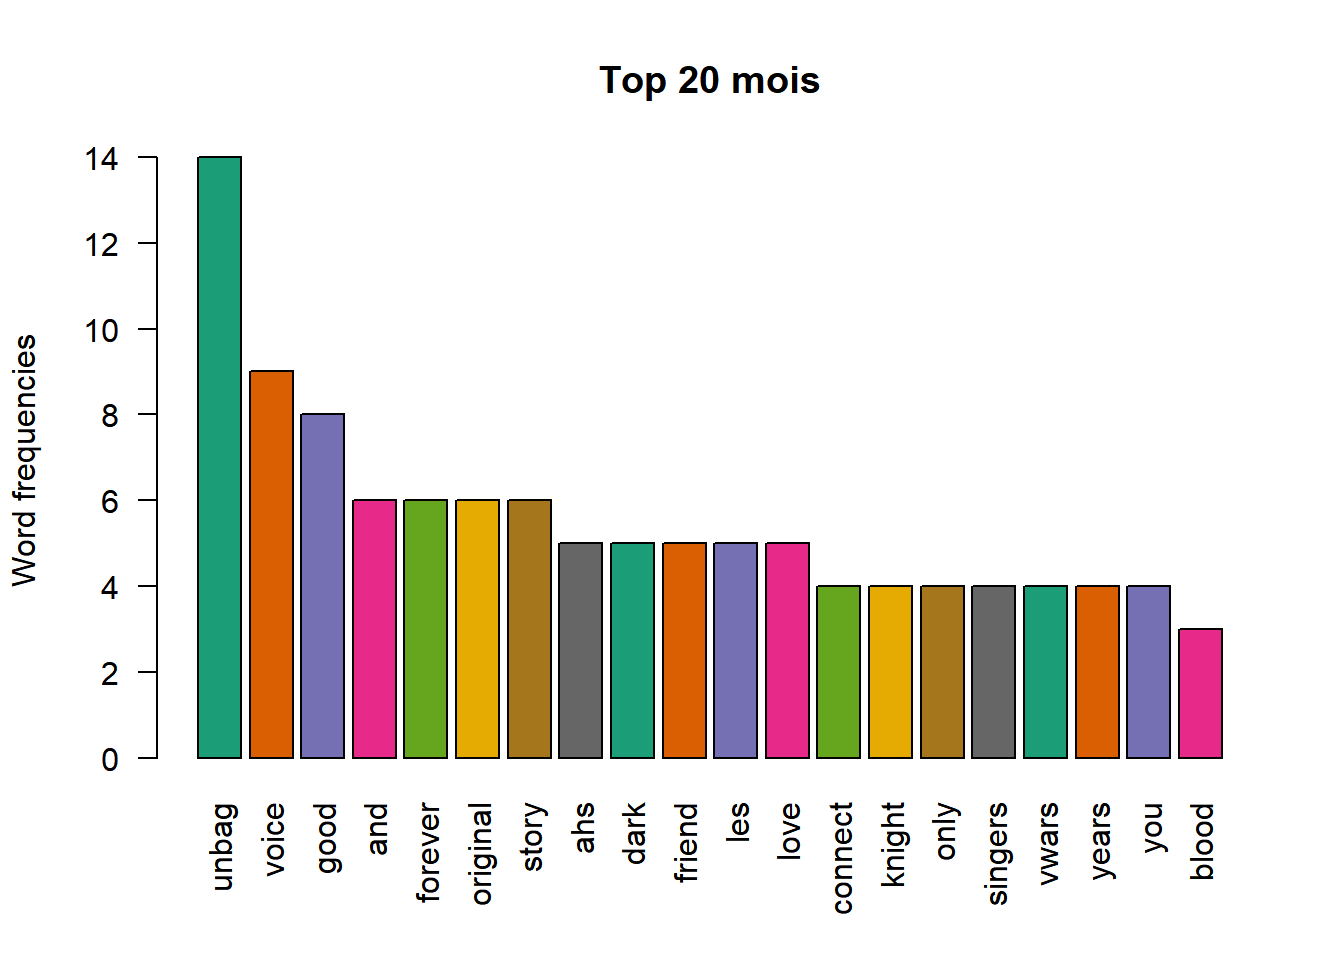 Top 20 mois
Word frequencies
14
12
10
8
6
4
2
0
unbag
voice
good
and
forever
original
story
ahs
dark
friend
les
love
connect
knight
only
singers
vwars
years
you
blood